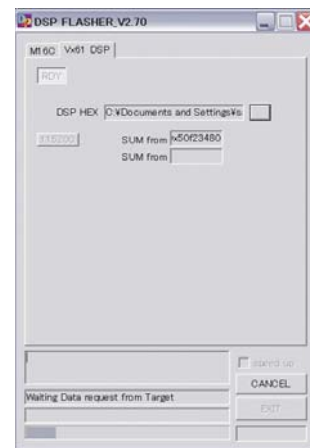 DSP FLASHER_V2.70
M16C Vx61 DSP
RDY
DSP HEX C:¥Documents and Settings¥s
115200 SUM from 0x50f23480
SUM from
speed up
CANCEL
Waiting Data request from Target
EXIT